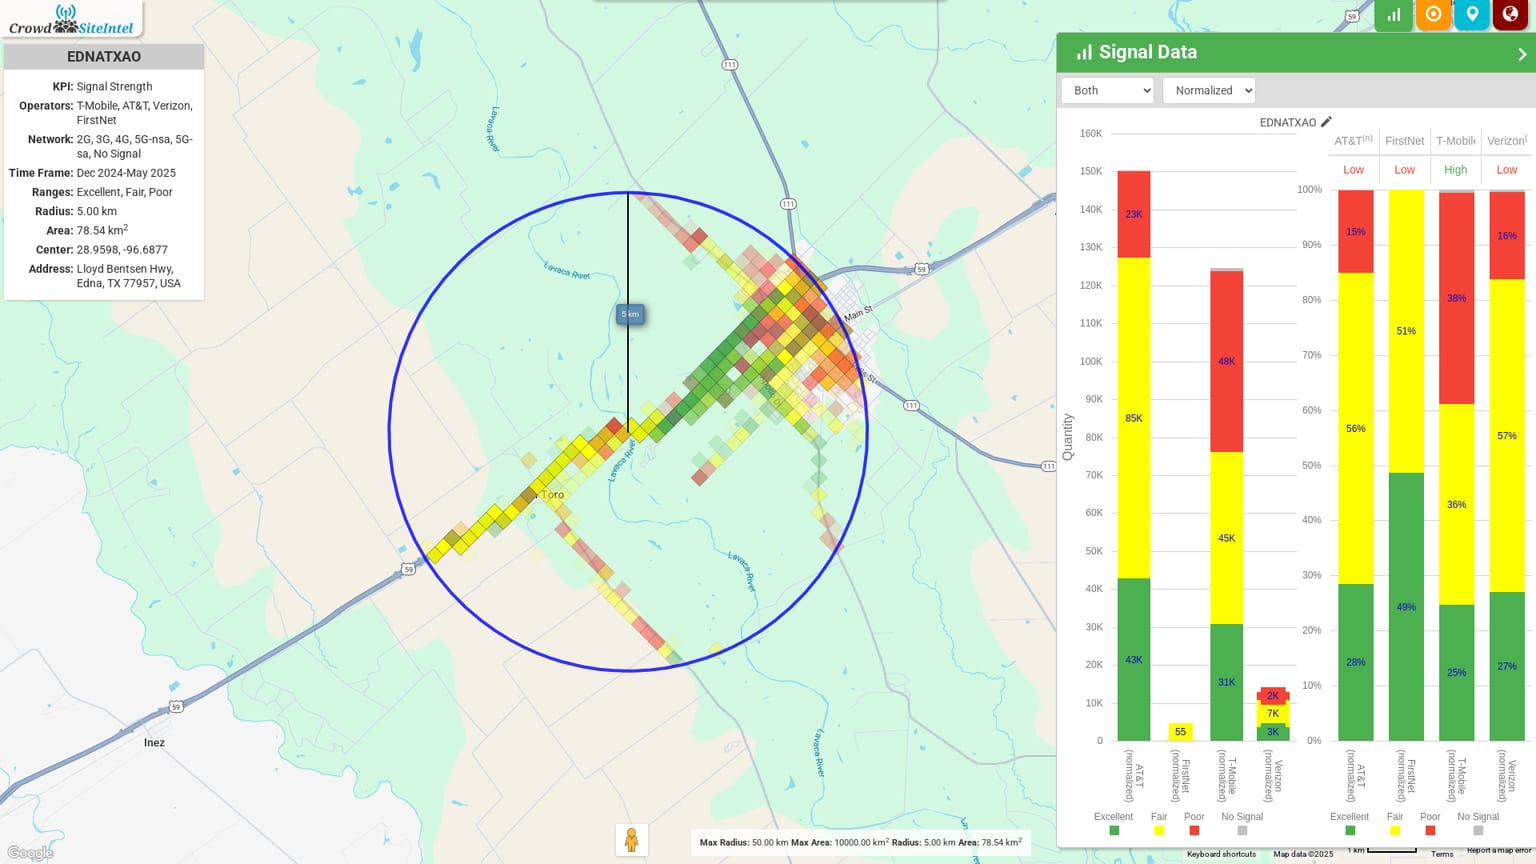 Crowd SiteIntel
EDNATXAO
KPI: Signal Strength
Operators: T-Mobile, AT&T, Verizon,
FirstNet
Network: 2G, 3G, 4G, 5G-nsa, 5G-
sa, No Signal
Time Frame: Dec 2024-May 2025
Ranges: Excellent, Fair, Poor
Radius: 5.00 km
Area: 78.54 km²
Center: 28.9598, -96.6877
Address: Lloyd Bentsen Hwy,
Edna, TX 77957, USA
59
111
Lavaca River
111
59
Lavaca River
5 km
Main St
111
Lavaca River
Toro
111
59
Lavaca River
59
Inez
Lavaca River
Google
Max Radius: 50.00 km Max Area: 10000.00 km² Radius: 5.00 km Area: 78.54 km²
Signal Data
Both
Normalized
EDNATXAO
160K
150K
140K
130K
120K
110K
100K
90K
80K
70K
60K
50K
40K
30K
20K
10K
0
Quantity
23K
85K
43K
55
48K
45K
31K
2K
7K
3K
AT&T (normalized)
FirstNet (normalized)
T-Mobile (normalized)
Verizon (normalized)
Excellent Fair Poor No Signal
AT&T(n) FirstNet T-Mobile Verizon(
Low Low High Low
100%
90%
80%
70%
60%
50%
40%
30%
20%
10%
0%
15%
56%
28%
51%
49%
38%
36%
25%
16%
57%
27%
AT&T (normalized)
FirstNet (normalized)
T-Mobile (normalized)
Verizon (normalized)
Excellent Fair Poor No Signal
Keyboard shortcuts Map data ©2025 1 km Terms Report a map error